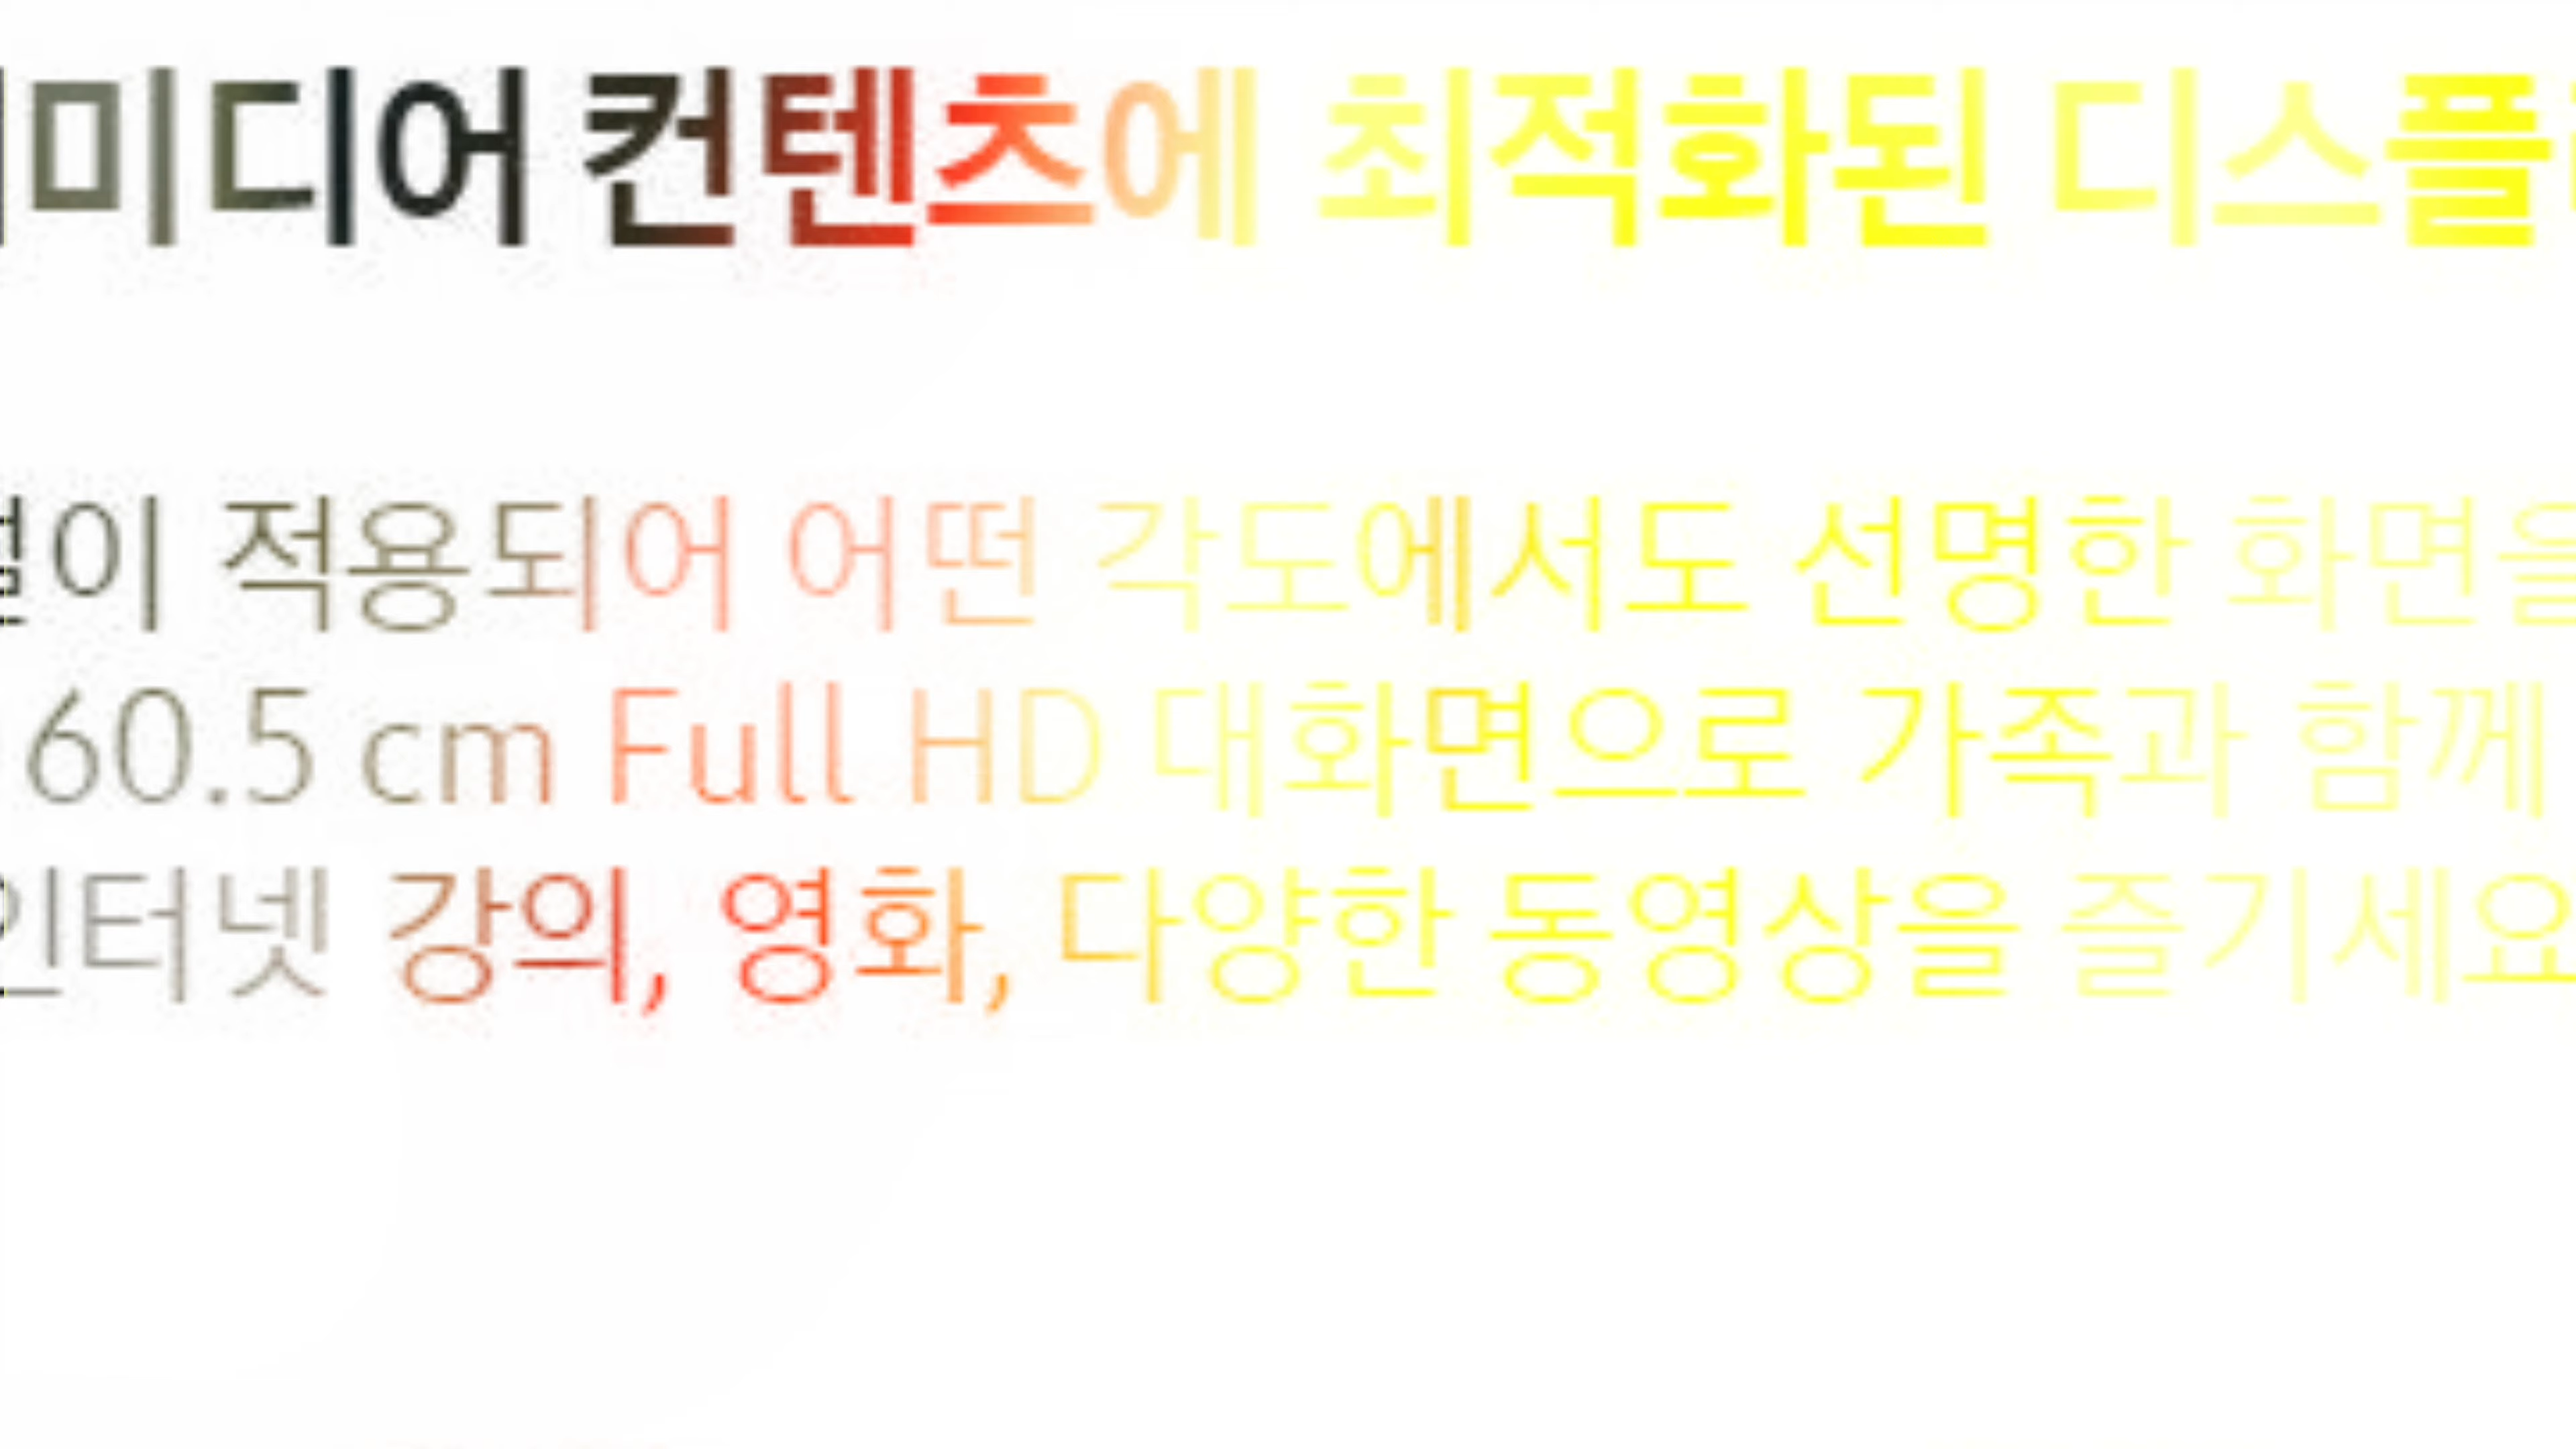 미디어 컨텐츠에 최적화된 디스플
이 적용되어 어떤 각도에서도 선명한 화면을
60.5 cm Full HD 대화면으로 가족과 함께
인터넷 강의, 영화, 다양한 동영상을 즐기세요